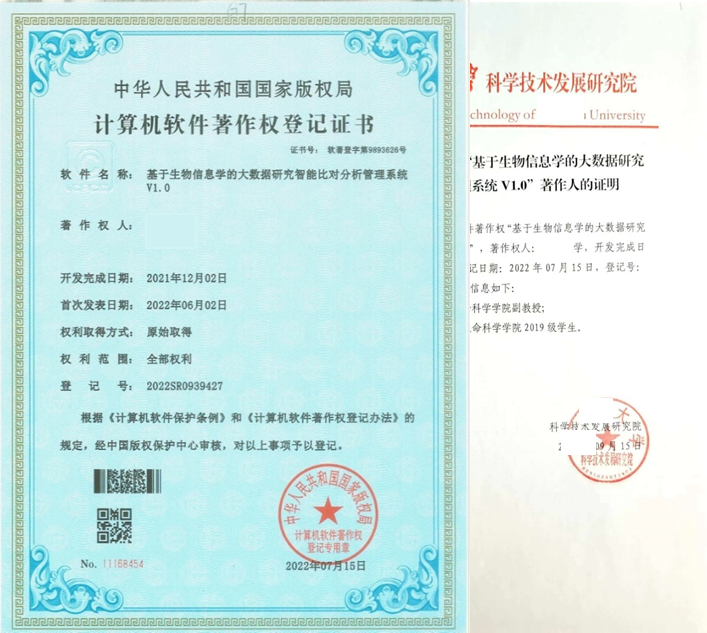 中华人民共和国国家版权局
计算机软件著作权登记证书
证书号： 软著登字第9893626号
软件名称： 基于生物信息学的大数据研究智能比对分析管理系统
V1.0
著作权人：
开发完成日期： 2021年12月02日
首次发表日期： 2022年06月02日
权利取得方式： 原始取得
权利范围： 全部权利
登记号： 2022SR0939427
根据《计算机软件保护条例》和《计算机软件著作权登记办法》的
规定，经中国版权保护中心审核，对以上事项予以登记。
中华人民共和国国家版权局
计算机软件著作权
登记专用章
No. 11168454
2022年07月15日
科学技术发展研究院
chnology of University
“基于生物信息学的大数据研究
系统 V1.0”著作人的证明
著作权“基于生物信息学的大数据研究
”，著作权人： 学，开发完成日
记日期：2022 年 07 月 15 日，登记号：
信息如下：
科学学院副教授；
命科学学院 2019 级学生。
科学技术发展研究院
2 09 月 15 日
大学
科学技术发展研究院